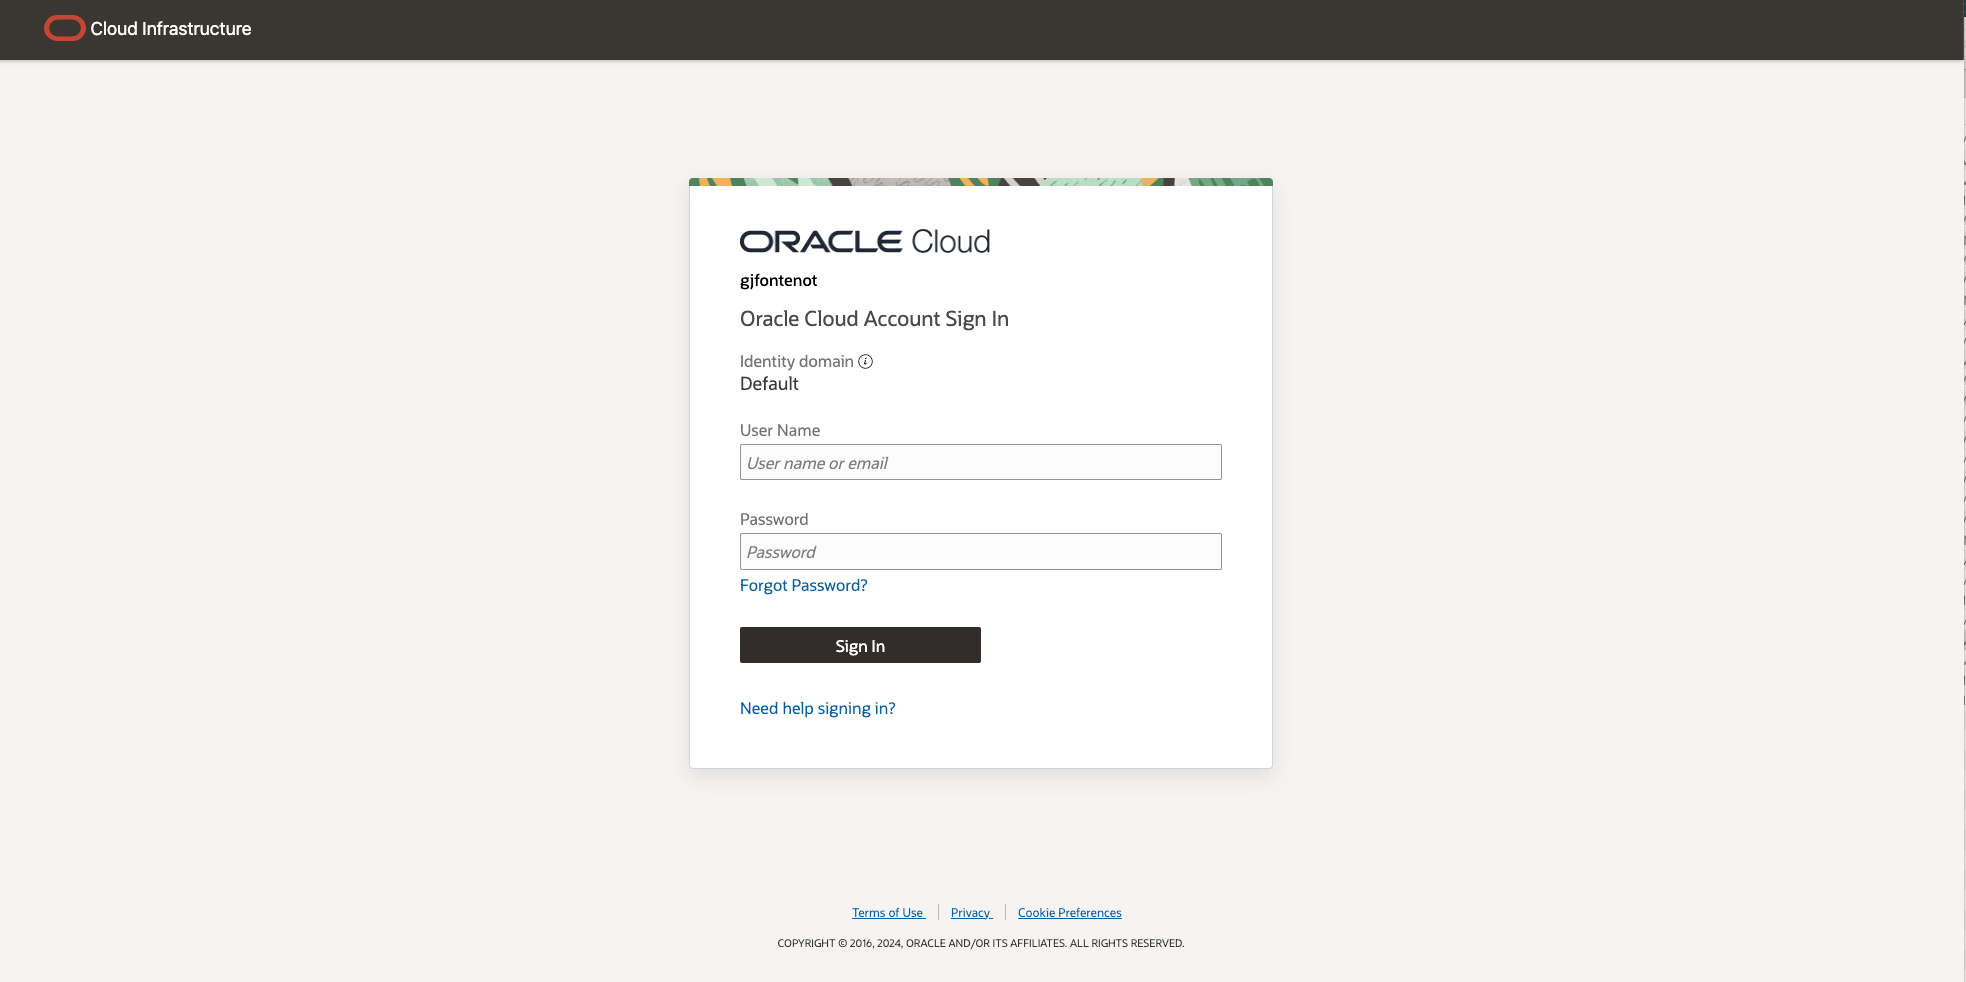 Cloud Infrastructure
ORACLE Cloud
gjfontenot
Oracle Cloud Account Sign In
Identity domain
Default
User Name
User name or email
Password
Password
Forgot Password?
Sign In
Need help signing in?
Terms of Use Privacy Cookie Preferences
COPYRIGHT © 2016, 2024, ORACLE AND/OR ITS AFFILIATES. ALL RIGHTS RESERVED.